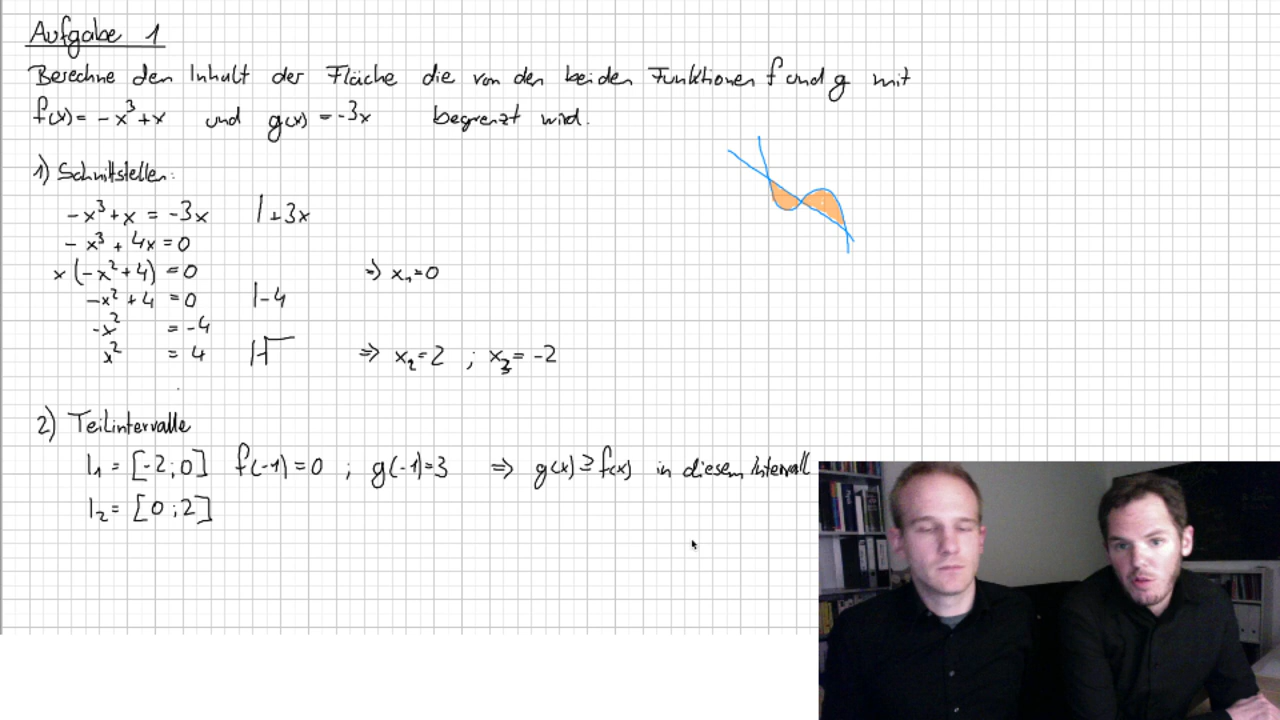 Aufgabe 1
Berechne den Inhalt der Fläche die von den beiden Funktionen f und g mit
f(x) = -x³+x und g(x) = -3x begrenzt wird.
1) Schnittstellen:
-x³+x = -3x |+3x
-x³+4x=0
x(-x²+4) =0 => x₁=0
-x²+4 =0 |-4
-x² = -4
x² = 4 |±√ => x₂=2 ; x₃= -2
2) Teilintervalle
I₁ = [-2;0] f(-1)=0 ; g(-1)=3 => g(x)≥f(x) in diesem Intervall
I₂= [0;2]